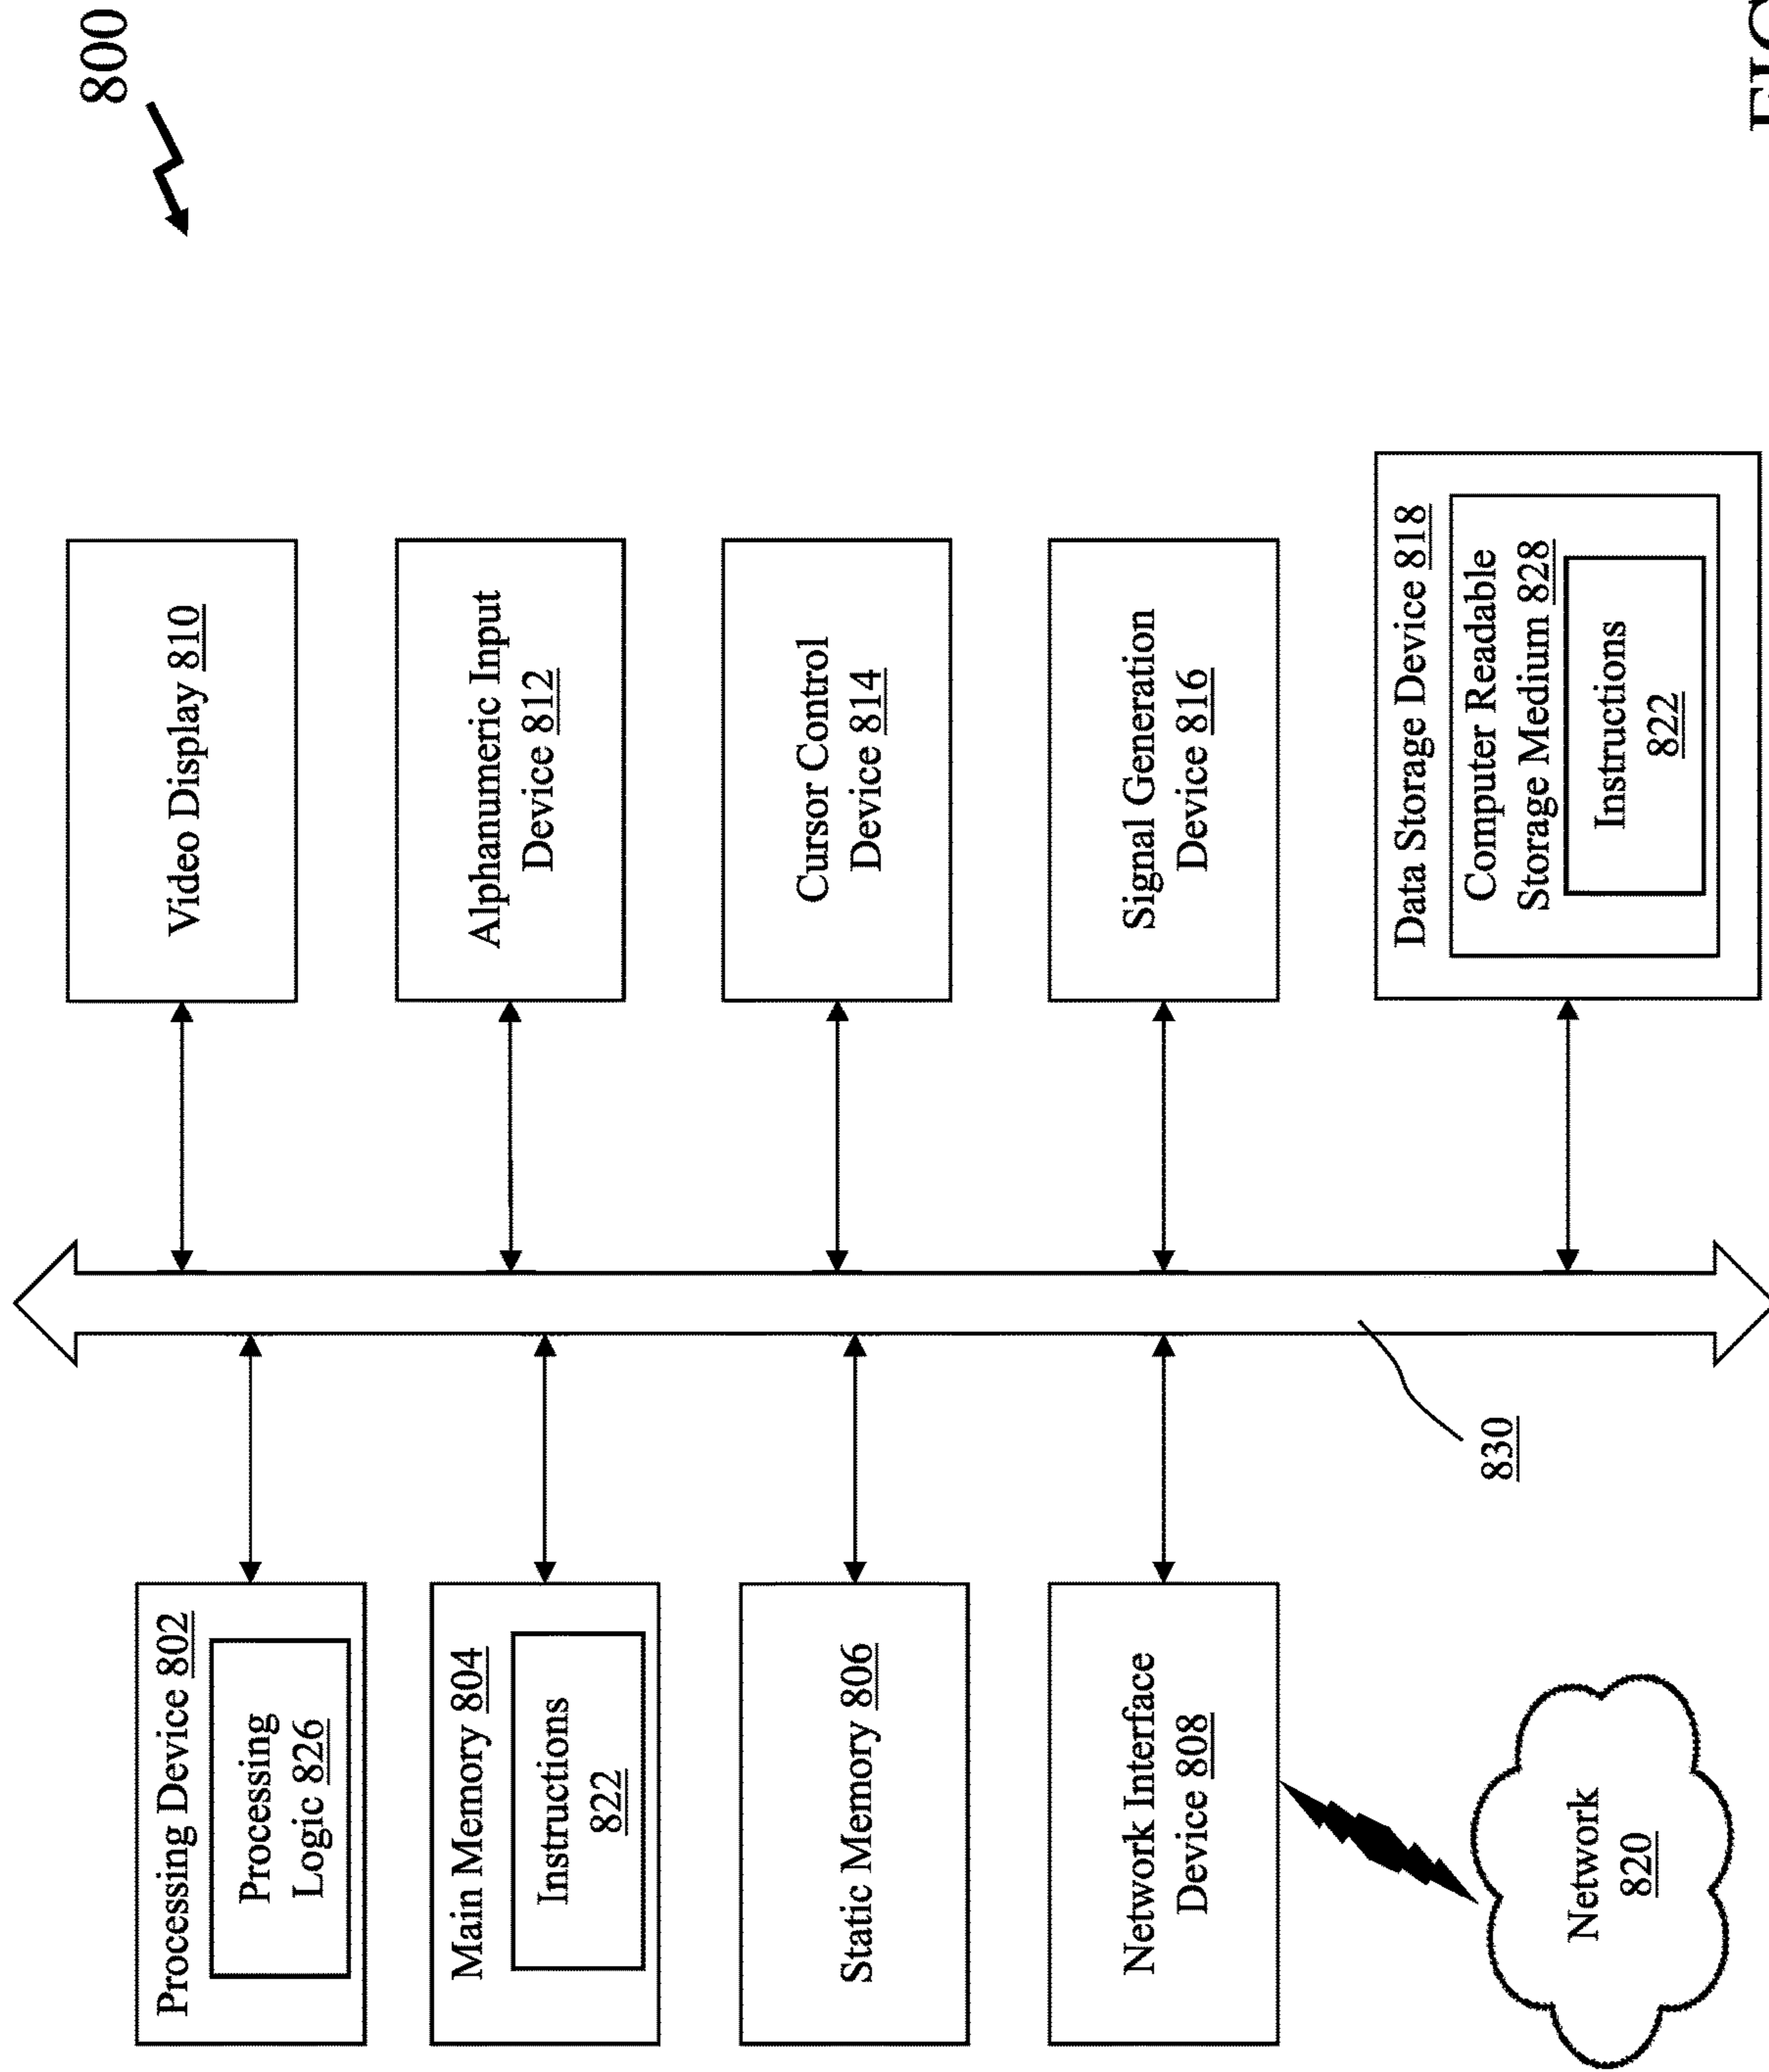 800
Processing Device 802
Processing
Logic 826
Main Memory 804
Instructions
822
Static Memory 806
Network Interface
Device 808
Network
820
830
Video Display 810
Alphanumeric Input
Device 812
Cursor Control
Device 814
Signal Generation
Device 816
Data Storage Device 818
Computer Readable
Storage Medium 828
Instructions
822